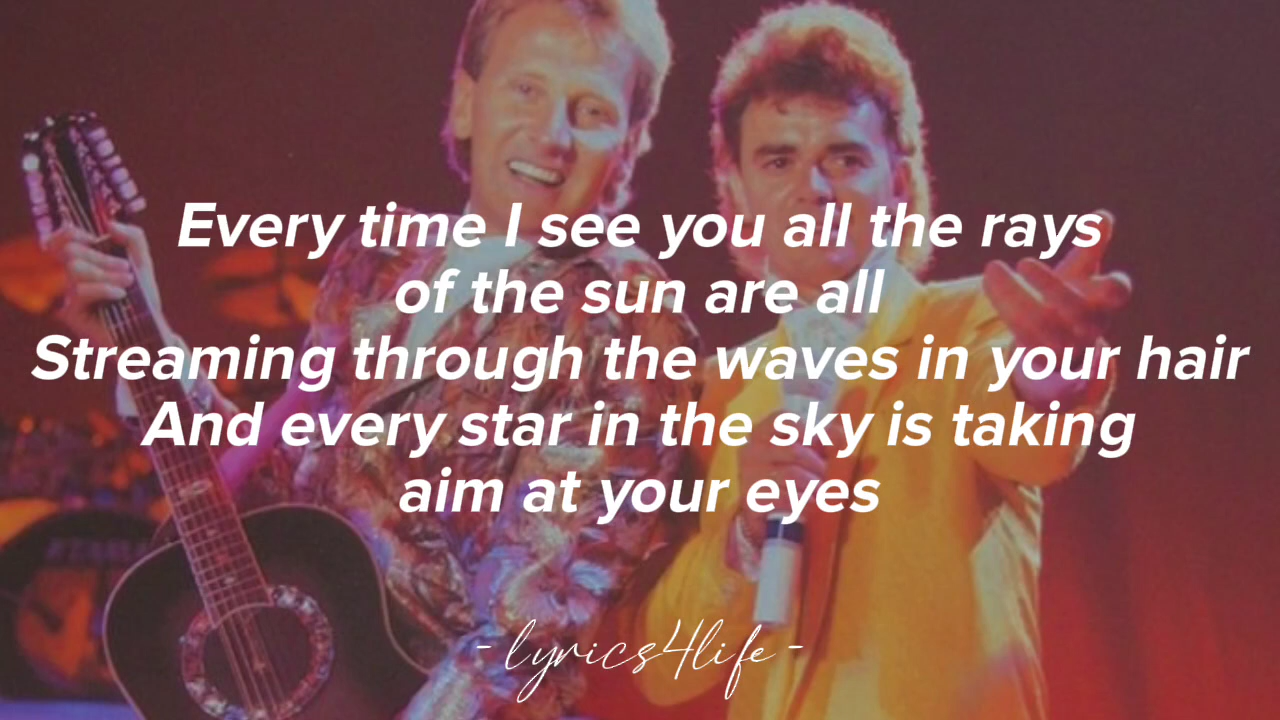 Every time I see you all the rays
of the sun are all
Streaming through the waves in your hair
And every star in the sky is taking
aim at your eyes
- lyrics4life -